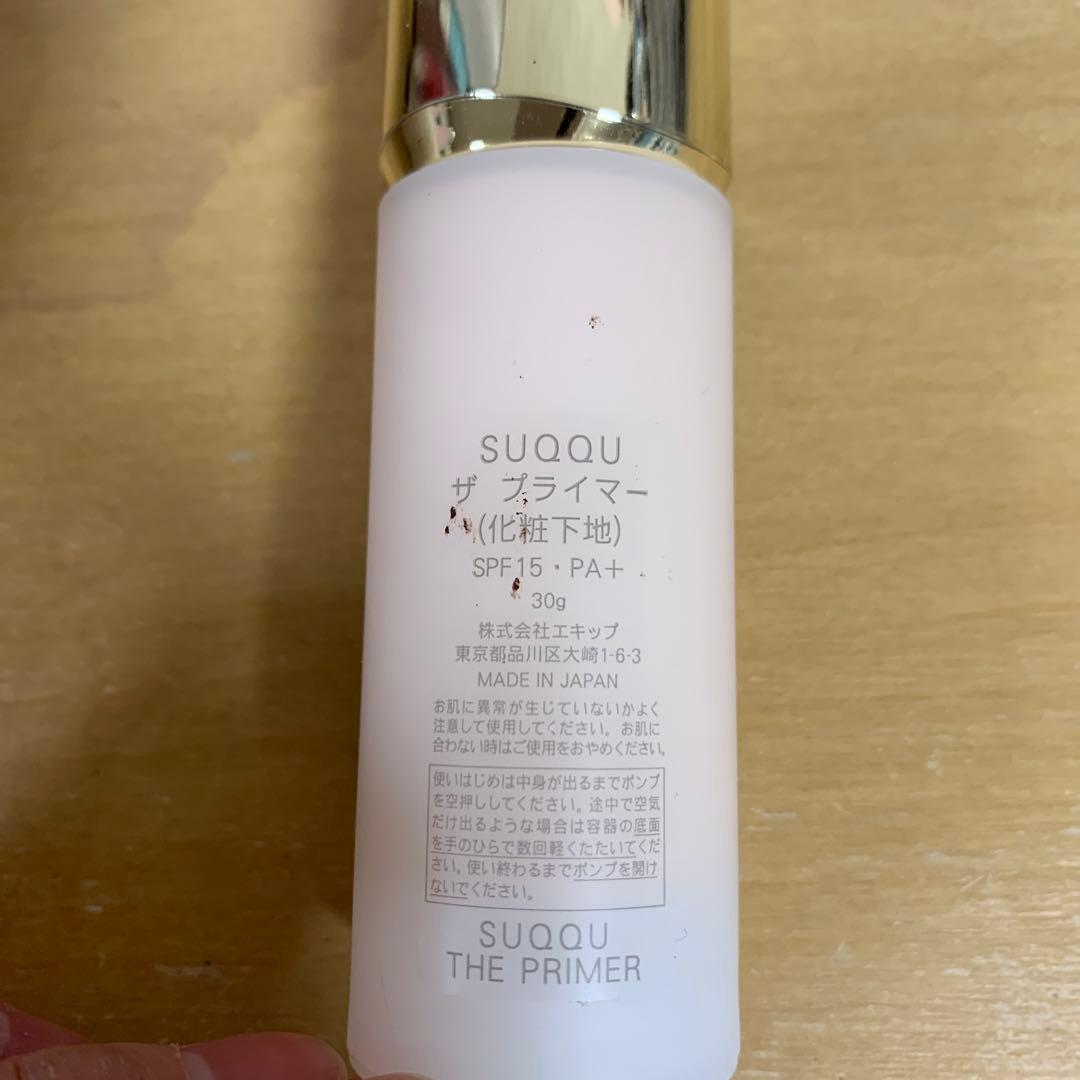 SUQQU
ザ プライマー
(化粧下地)
SPF15・PA＋
30g
株式会社エキップ
東京都品川区大崎1-6-3
MADE IN JAPAN
お肌に異常が生じていないかよく
注意して使用してください。お肌に
合わない時はご使用をおやめください。
使いはじめは中身が出るまでポンプ
を空押ししてください。途中で空気
だけ出るような場合は容器の底面
を手のひらで数回軽くたたいてくだ
さい。使い終わるまでポンプを開け
ないでください。
SUQQU
THE PRIMER